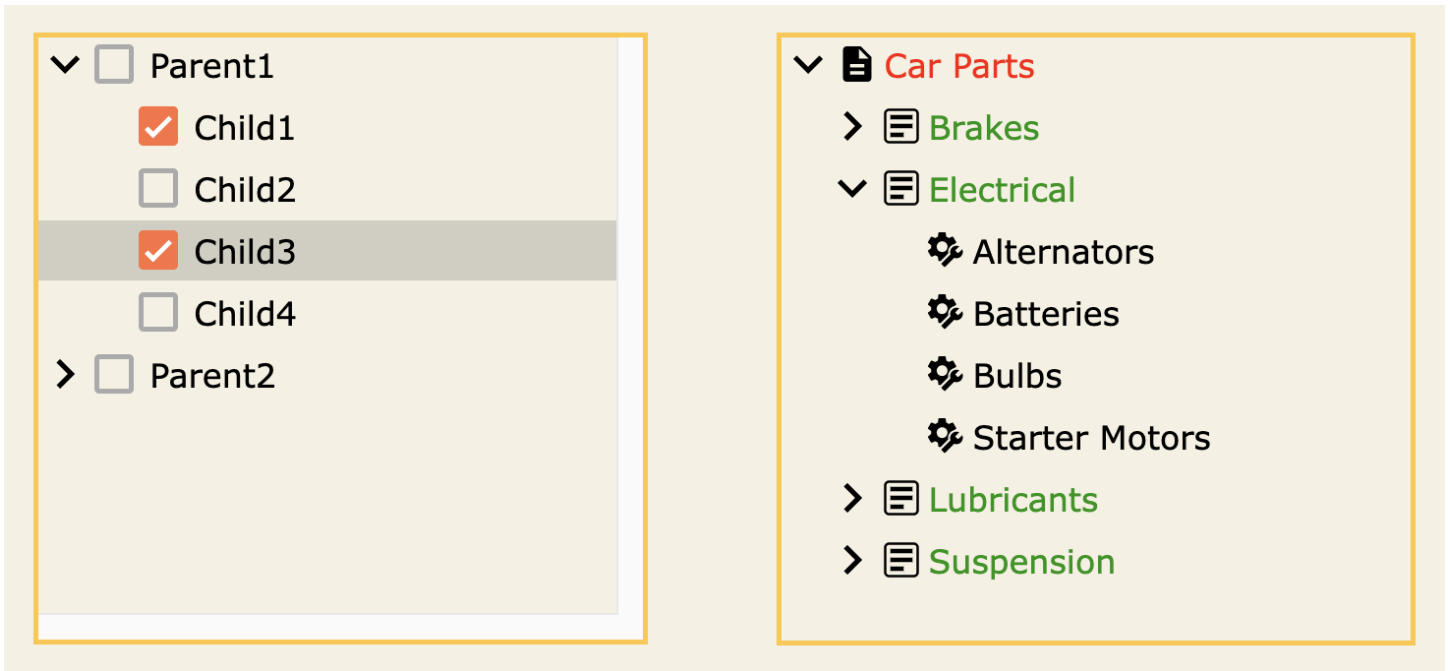 Parent1
Child1
Child2
Child3
Child4
Parent2
Car Parts
Brakes
Electrical
Alternators
Batteries
Bulbs
Starter Motors
Lubricants
Suspension